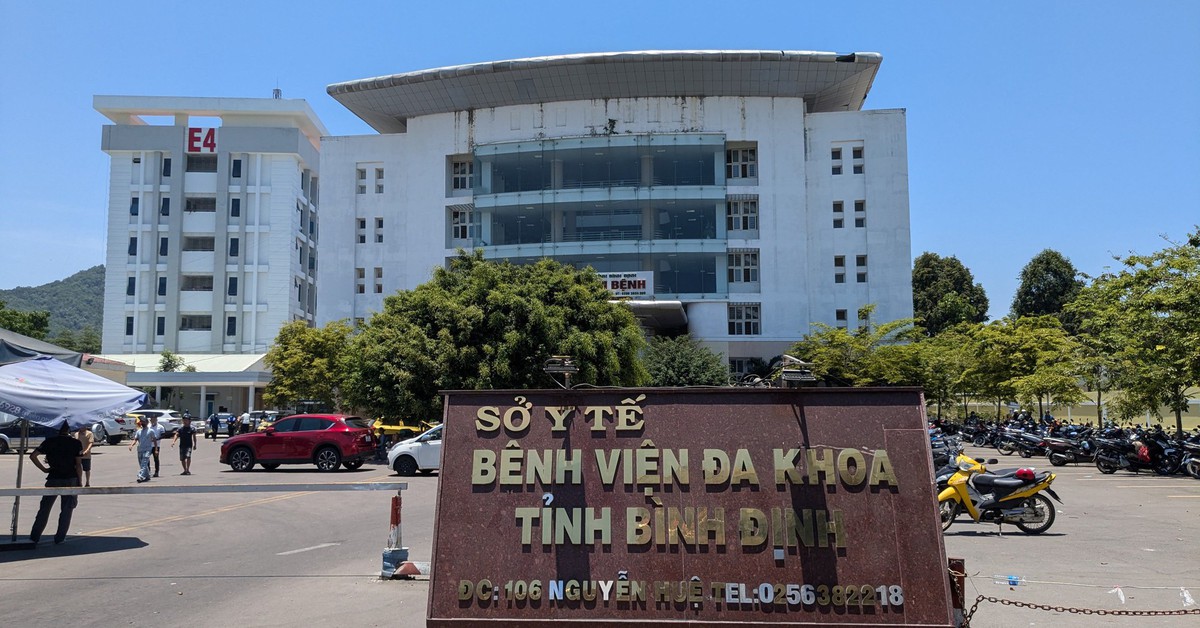 E4
BỆNH
SỞ Y TẾ
BỆNH VIỆN ĐA KHOA
TỈNH BÌNH ĐỊNH
ĐC: 106 NGUYỄN HUỆ TEL:0256382218